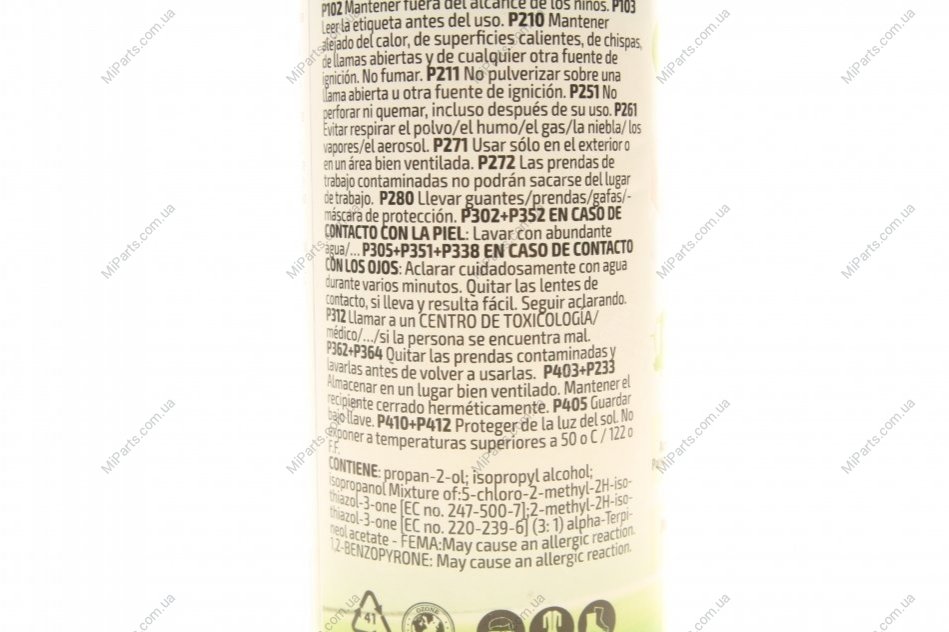 P102 Mantener fuera del alcance de los niños. P103
Leer la etiqueta antes del uso. P210 Mantener
alejado del calor, de superficies calientes, de chispas,
de llamas abiertas y de cualquier otra fuente de
ignición. No fumar. P211 No pulverizar sobre una
llama abierta u otra fuente de ignición. P251 No
perforar ni quemar, incluso después de su uso. P261
Evitar respirar el polvo/el humo/el gas/la niebla/ los
vapores/el aerosol. P271 Usar sólo en el exterior o
en un área bien ventilada. P272 Las prendas de
trabajo contaminadas no podrán sacarse del lugar
de trabajo. P280 Llevar guantes/prendas/gafas/-
máscara de protección. P302+P352 EN CASO DE
CONTACTO CON LA PIEL: Lavar con abundante
agua/... P305+P351+P338 EN CASO DE CONTACTO
CON LOS OJOS: Aclarar cuidadosamente con agua
durante varios minutos. Quitar las lentes de
contacto, si lleva y resulta fácil. Seguir aclarando.
P312 Llamar a un CENTRO DE TOXICOLOGIA/
médico/.../si la persona se encuentra mal.
P362+P364 Quitar las prendas contaminadas y
lavarlas antes de volver a usarlas. P403+P233
Almacenar en un lugar bien ventilado. Mantener el
recipiente cerrado herméticamente. P405 Guardar
bajo llave. P410+P412 Proteger de la luz del sol. No
exponer a temperaturas superiores a 50 o C / 122 o
F.F.
CONTIENE: propan-2-ol; isopropyl alcohol;
isopropanol Mixture of:5-chloro-2-methyl-2H-iso-
thiazol-3-one [EC no. 247-500-7];2-methyl-2H-iso-
thiazol-3-one [EC no. 220-239-6] (3: 1) alpha-Terpi-
neol acetate - FEMA:May cause an allergic reaction.
1,2-BENZOPYRONE: May cause an allergic reaction.
41
OZONE
MiParts.com.ua